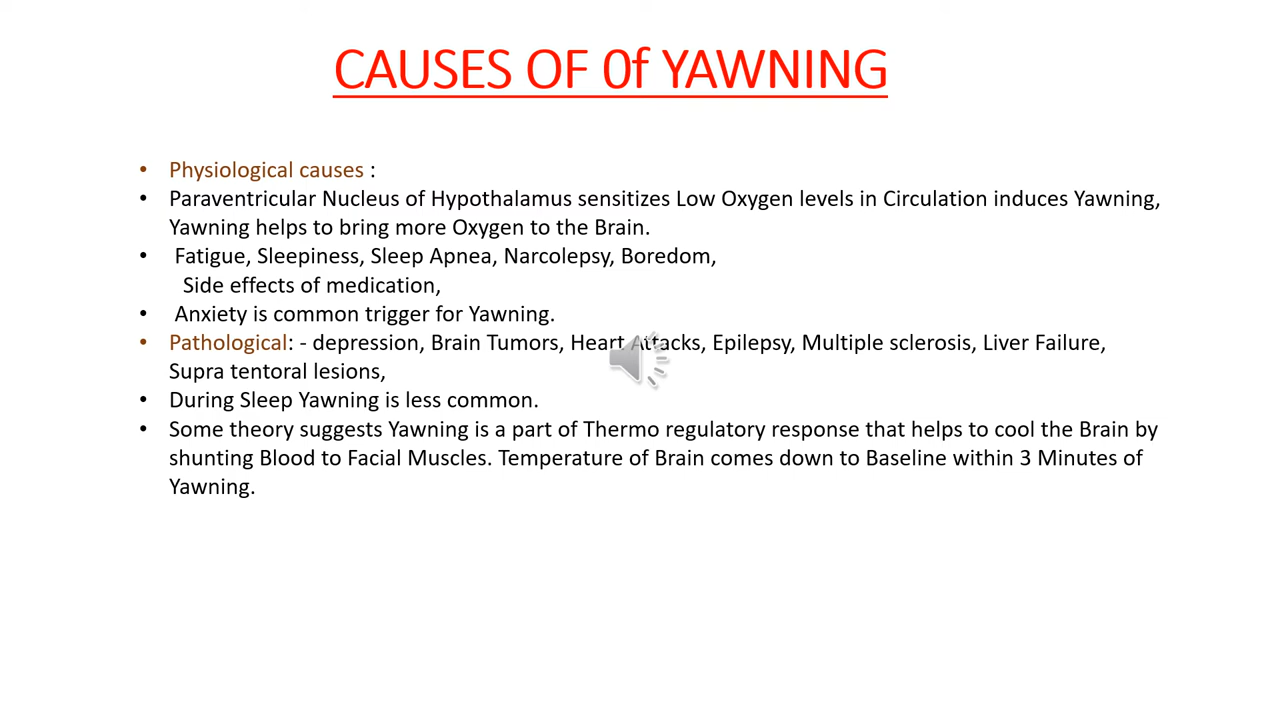 CAUSES OF 0f YAWNING
• Physiological causes :
• Paraventricular Nucleus of Hypothalamus sensitizes Low Oxygen levels in Circulation induces Yawning,
Yawning helps to bring more Oxygen to the Brain.
• Fatigue, Sleepiness, Sleep Apnea, Narcolepsy, Boredom,
Side effects of medication,
• Anxiety is common trigger for Yawning.
• Pathological: - depression, Brain Tumors, Heart Attacks, Epilepsy, Multiple sclerosis, Liver Failure,
Supra tentoral lesions,
• During Sleep Yawning is less common.
• Some theory suggests Yawning is a part of Thermo regulatory response that helps to cool the Brain by
shunting Blood to Facial Muscles. Temperature of Brain comes down to Baseline within 3 Minutes of
Yawning.